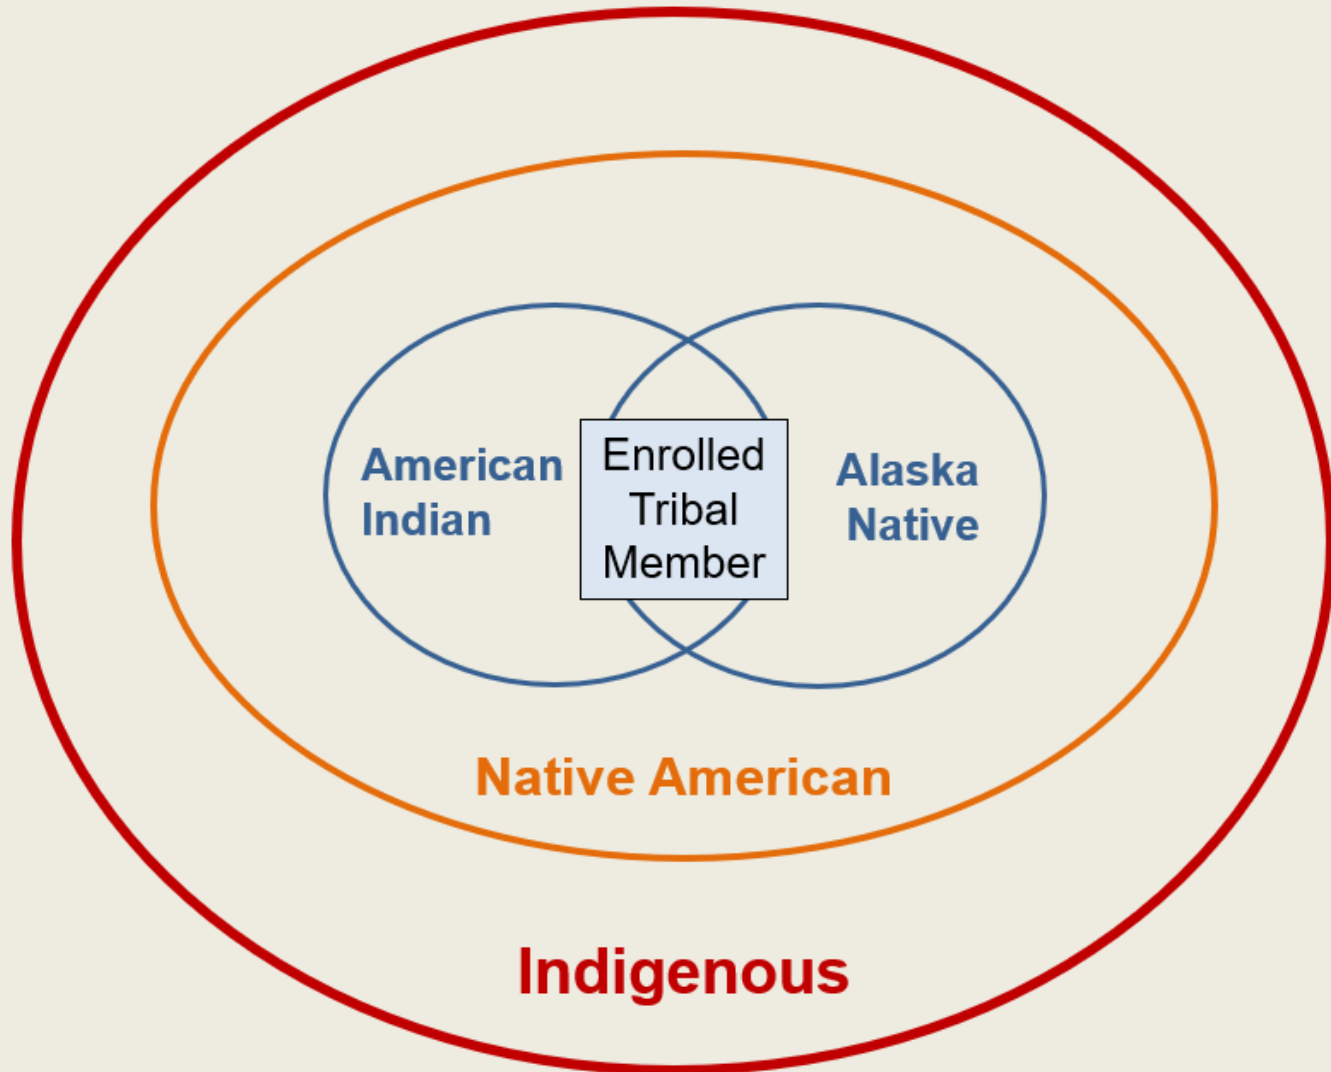 American
Indian
Enrolled
Tribal
Member
Alaska
Native
Native American
Indigenous